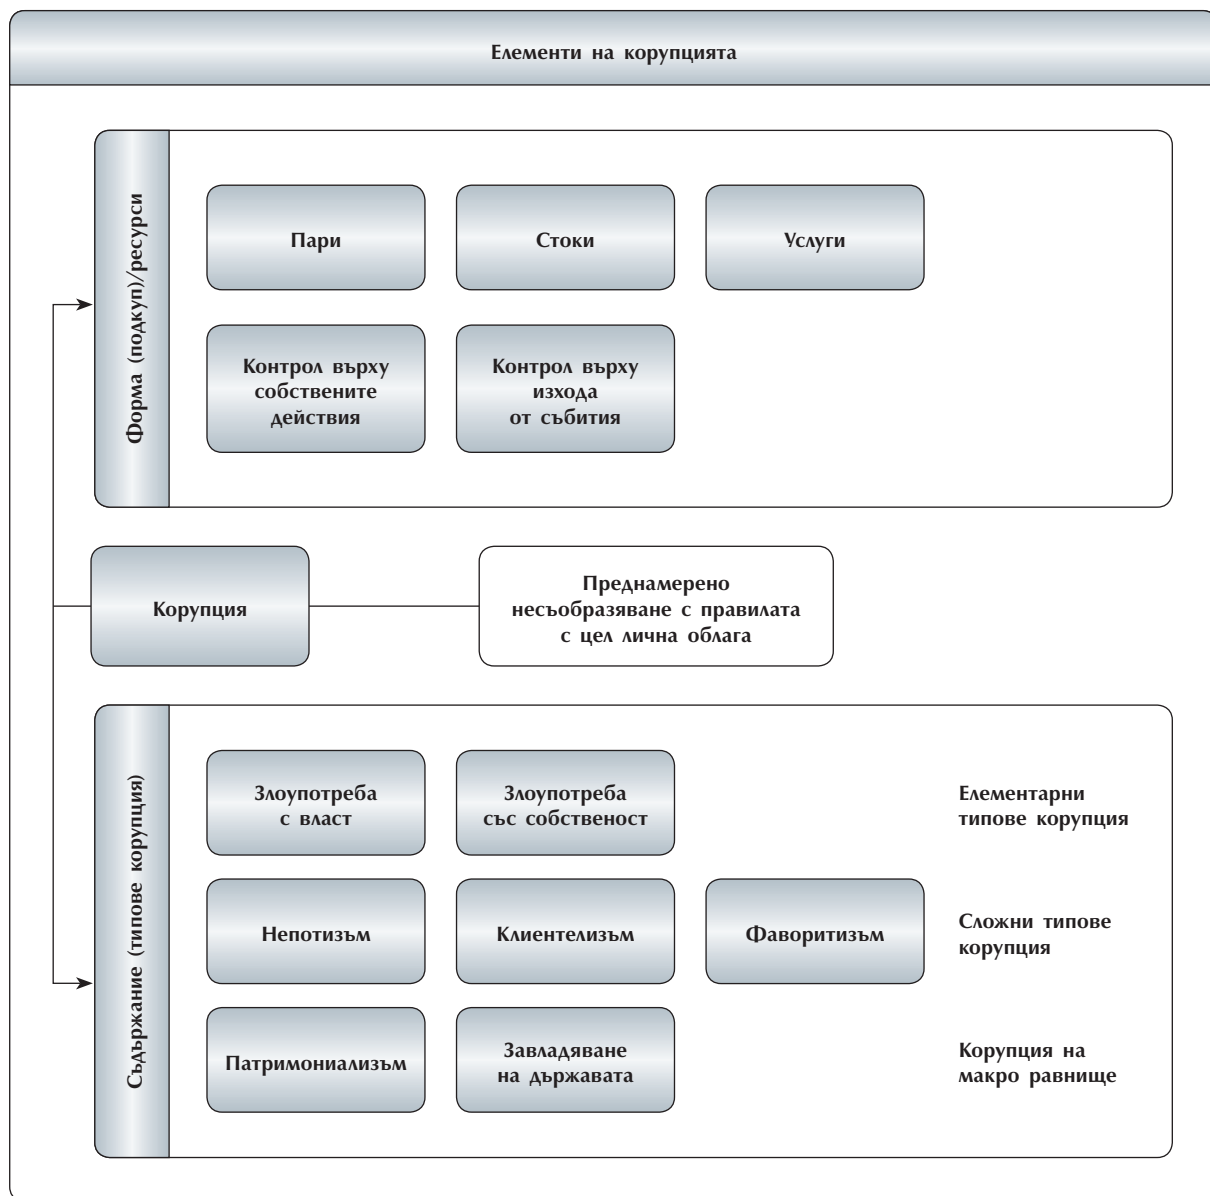 Елементи на корупцията
Форма (подкуп)/ресурси
Пари
Стоки
Услуги
Контрол върху
собствените
действия
Контрол върху
изхода
от събития
Корупция
Преднамерено
несъобразяване с правилата
с цел лична облага
Съдържание (типове корупция)
Злоупотреба
с власт
Злоупотреба
със собственост
Елементарни
типове корупция
Непотизъм
Клиентелизъм
Фаворитизъм
Сложни типове
корупция
Патримониализъм
Завладяване
на държавата
Корупция на
макро равнище